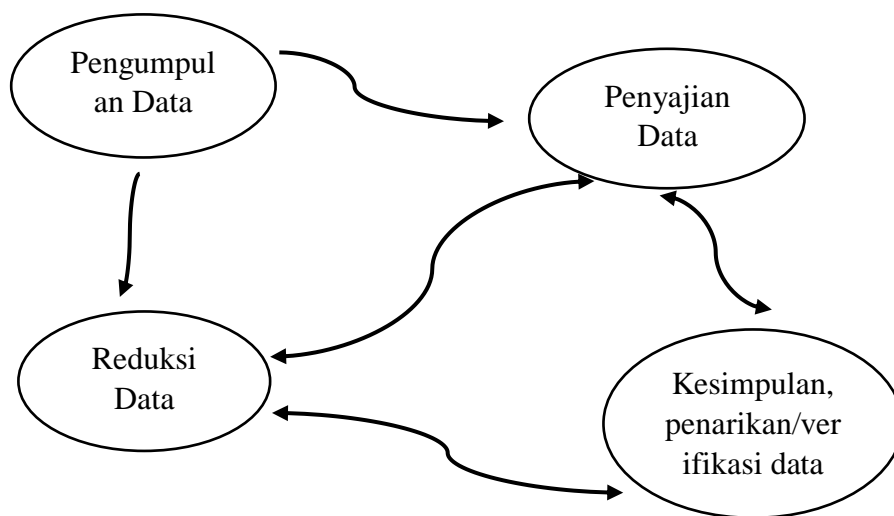 Pengumpul
an Data
Penyajian
Data
Reduksi
Data
Kesimpulan,
penarikan/ver
ifikasi data